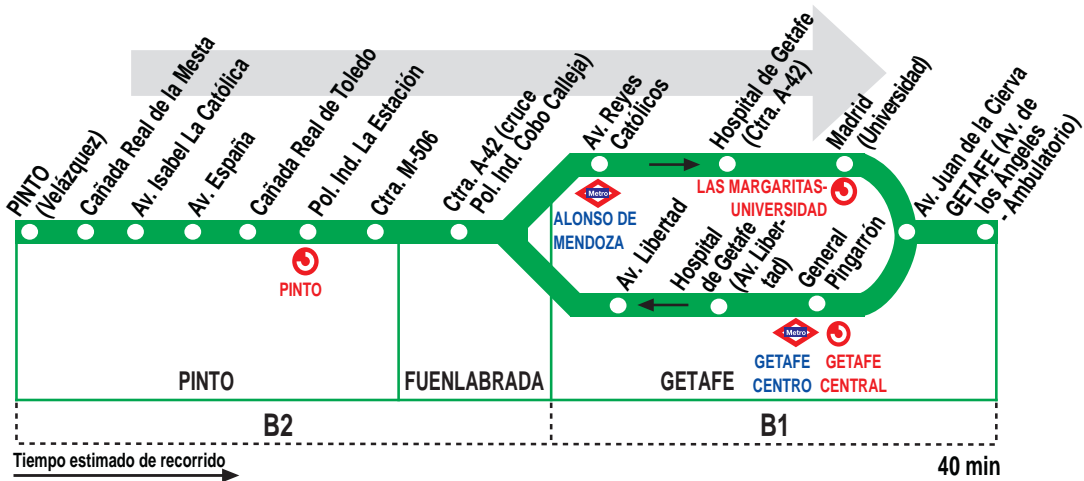 PINTO
(Velázquez)
Cañada Real de la Mesta
Av. Isabel La Católica
Av. España
Cañada Real de Toledo
Pol. Ind. La Estación
Ctra. M-506
Ctra. A-42 (cruce
Pol. Ind. Cobo Calleja)
Av. Reyes
Católicos
Hospital de Getafe
(Ctra. A-42)
Madrid
(Universidad)
Av. Juan de la Cierva
GETAFE (Av. de
los Ángeles
- Ambulatorio)
Metro
ALONSO DE
MENDOZA
LAS MARGARITAS-
UNIVERSIDAD
Av. Libertad
Hospital
de Getafe
(Av. Liber-
tad)
General
Pingarrón
PINTO
Metro
GETAFE
CENTRO
GETAFE
CENTRAL
PINTO
FUENLABRADA
GETAFE
B2
B1
Tiempo estimado de recorrido
40 min